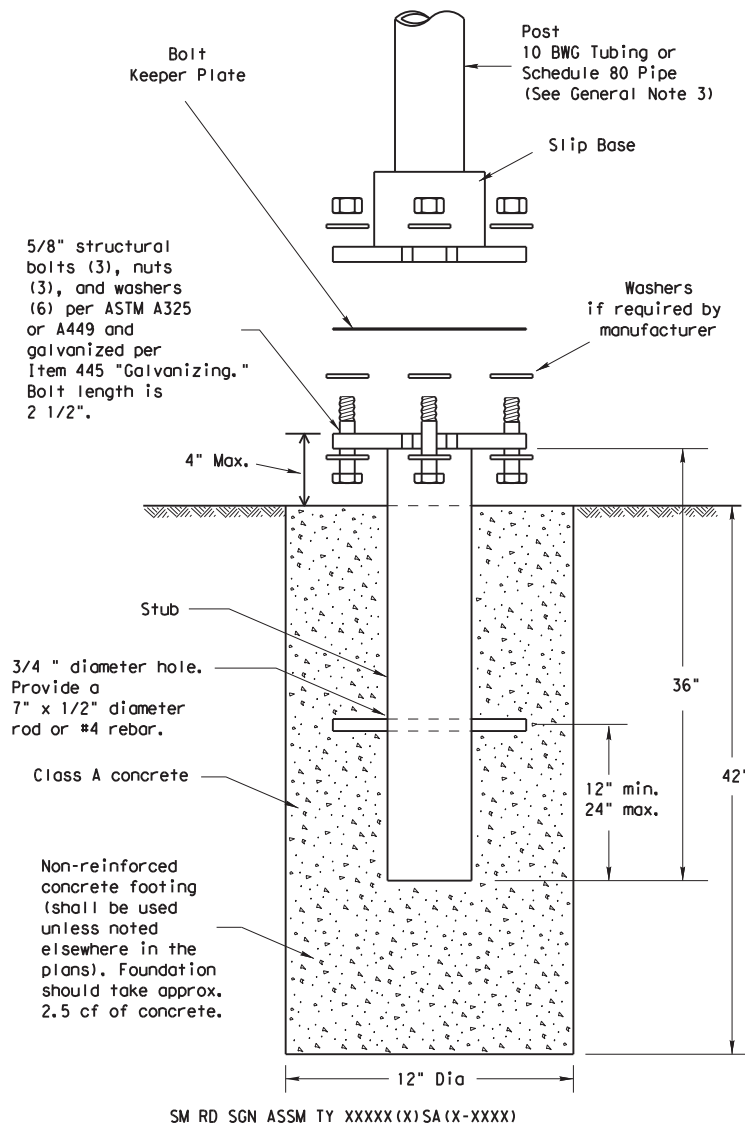 Bolt
Keeper Plate
Post
10 BWG Tubing or
Schedule 80 Pipe
(See General Note 3)
Slip Base
5/8" structural
bolts (3), nuts
(3), and washers
(6) per ASTM A325
or A449 and
galvanized per
Item 445 "Galvanizing."
Bolt length is
2 1/2".
Washers
if required by
manufacturer
4" Max.
Stub
3/4 " diameter hole.
Provide a
7" x 1/2" diameter
rod or #4 rebar.
36"
Class A concrete
12" min.
24" max.
42"
Non-reinforced
concrete footing
(shall be used
unless noted
elsewhere in the
plans). Foundation
should take approx.
2.5 cf of concrete.
12" Dia
SM RD SGN ASSM TY XXXXX(X)SA(X-XXXX)